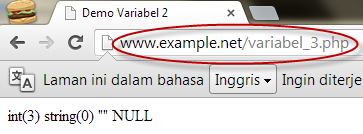 Demo Variabel 2
www.example.net/variabel_3.php
Laman ini dalam bahasa Inggris Ingin diterje
int(3) string(0) "" NULL